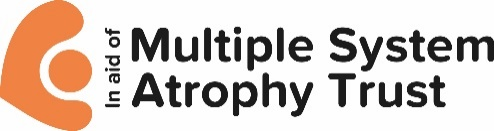 In aid of
Multiple System
Atrophy Trust